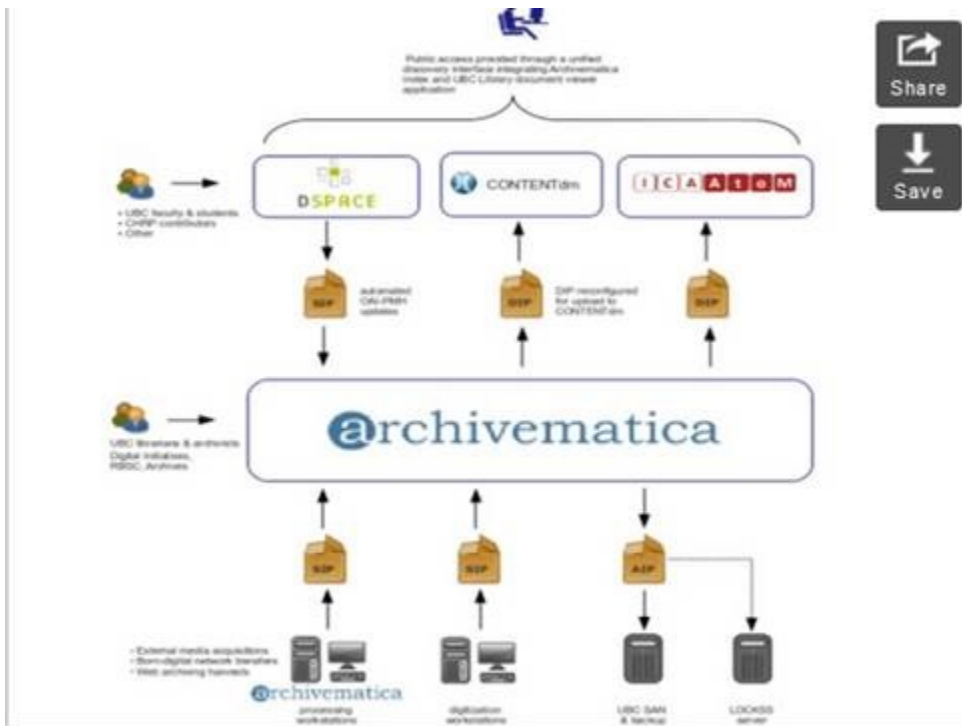 Public access provided through a unified
discovery interface integrating Archivematica
index and UBC Library document viewer
application
Share
Save
DSPACE
CONTENTdm
ICA AtoM
• UBC faculty & students
• CHRP contributors
• Other
SIP
automated
OAI-PMH
updates
DIP
DIP reconfigured
for upload to
CONTENTdm
DIP
archivematica
UBC librarians & archivists
Digital Initiatives,
RBSC, Archives
SIP
SIP
AIP
• External media acquisitions
• Born-digital network transfers
• Web archiving harvests
archivematica
processing
workstations
digitization
workstations
UBC SAN
& backup
LOCKSS
server